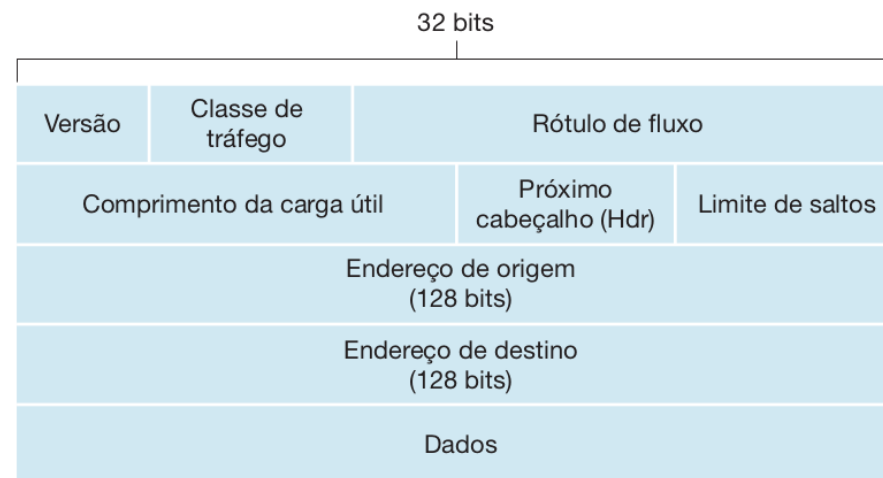 32 bits
Versão
Classe de
tráfego
Rótulo de fluxo
Comprimento da carga útil
Próximo
cabeçalho (Hdr)
Limite de saltos
Endereço de origem
(128 bits)
Endereço de destino
(128 bits)
Dados